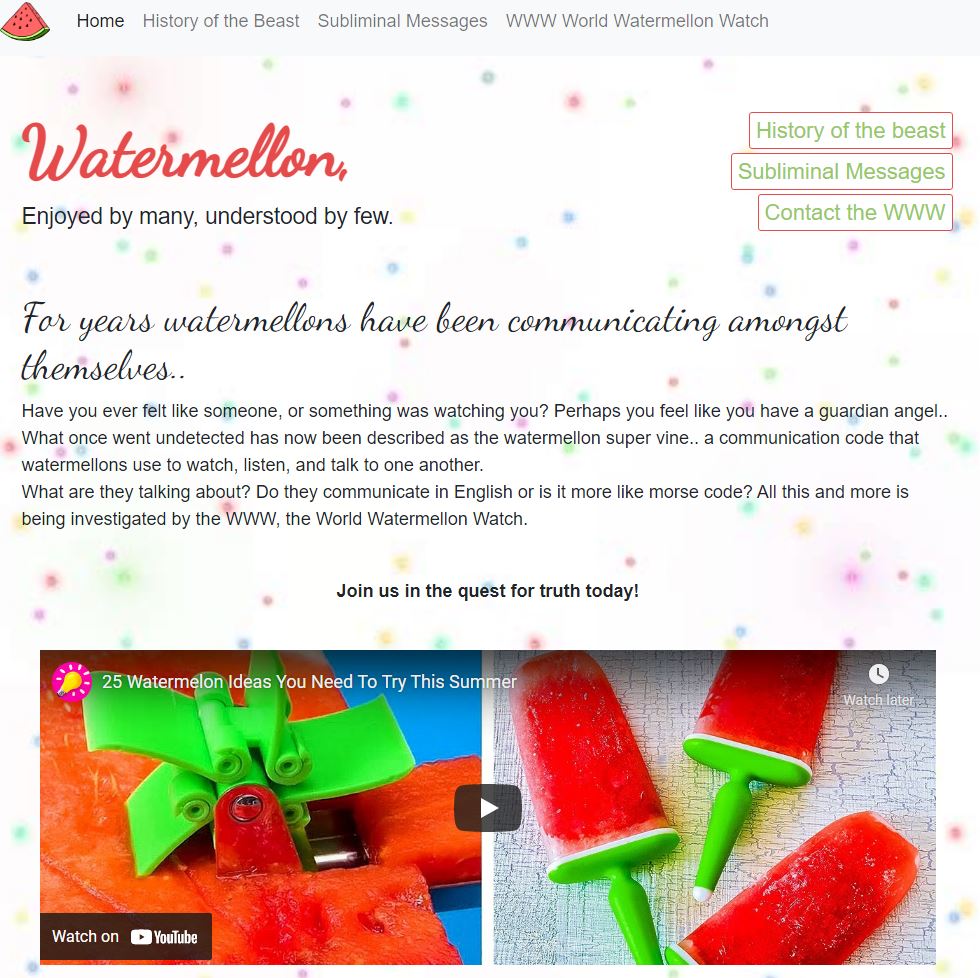 Home History of the Beast Subliminal Messages WWW World Watermellon Watch
Watermellon,
Enjoyed by many, understood by few.
History of the beast
Subliminal Messages
Contact the WWW
For years watermellons have been communicating amongst
themselves..
Have you ever felt like someone, or something was watching you? Perhaps you feel like you have a guardian angel..
What once went undetected has now been described as the watermellon super vine.. a communication code that
watermellons use to watch, listen, and talk to one another.
What are they talking about? Do they communicate in English or is it more like morse code? All this and more is
being investigated by the WWW, the World Watermellon Watch.
Join us in the quest for truth today!
25 Watermelon Ideas You Need To Try This Summer
Watch later
Watch on YouTube